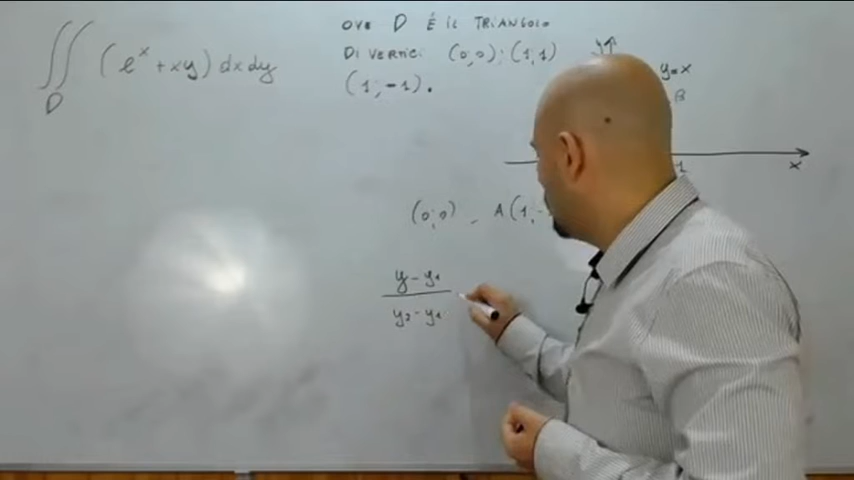 ∬_D (e^x + xy) dx dy
OVE D È IL TRIANGOLO
DI VERTICI (0;0); (1;1)
(1;-1).
y
y=x
B
1
x
(0;0) , A(1;-
y-y₁
y₂-y₁